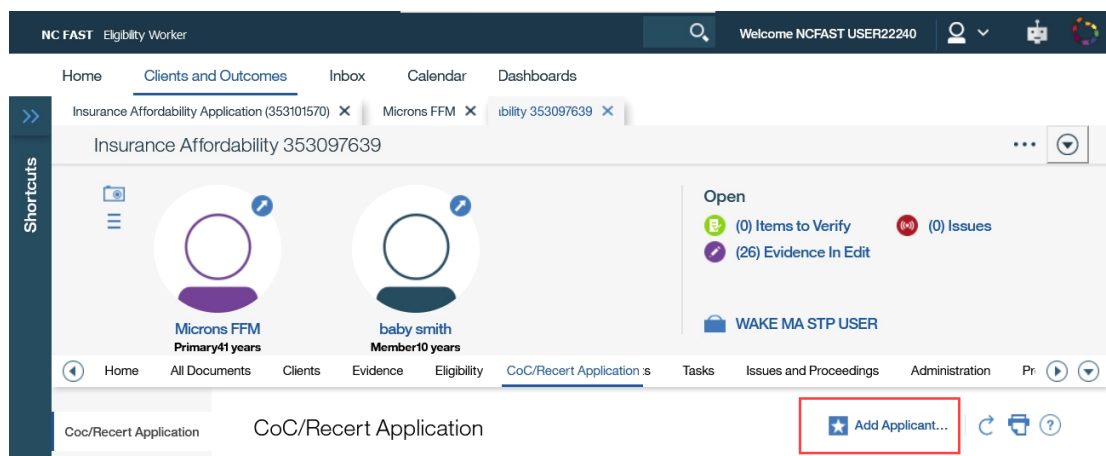 NC FAST Eligibility Worker
Welcome NCFAST USER22240
Home Clients and Outcomes Inbox Calendar Dashboards
Insurance Affordability Application (353101570) Microns FFM ıbility 353097639
Shortcuts
Insurance Affordability 353097639
Open
(0) Items to Verify (0) Issues
(26) Evidence In Edit
WAKE MA STP USER
Microns FFM
Primary41 years
baby smith
Member10 years
Home All Documents Clients Evidence Eligibility CoC/Recert Application :s Tasks Issues and Proceedings Administration Pr
Coc/Recert Application
CoC/Recert Application
Add Applicant...